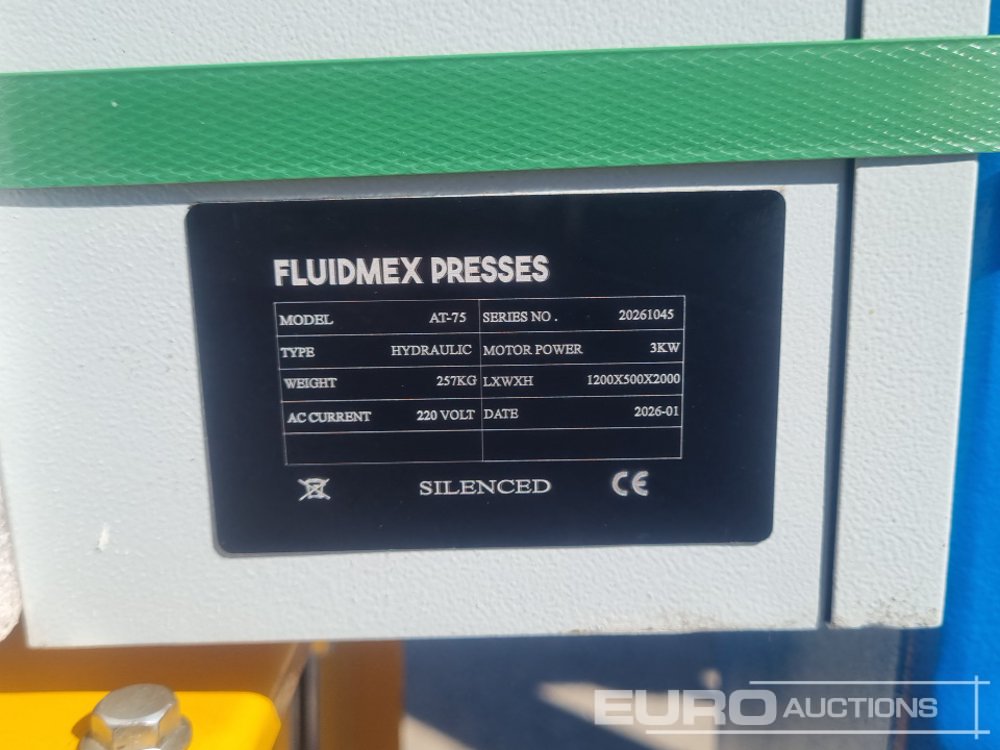 FLUIDMEX PRESSES
MODEL AT-75 SERIES NO . 20261045
TYPE HYDRAULIC MOTOR POWER 3KW
WEIGHT 257KG LXWXH 1200X500X2000
AC CURRENT 220 VOLT DATE 2026-01
SILENCED CE
EURO AUCTIONS